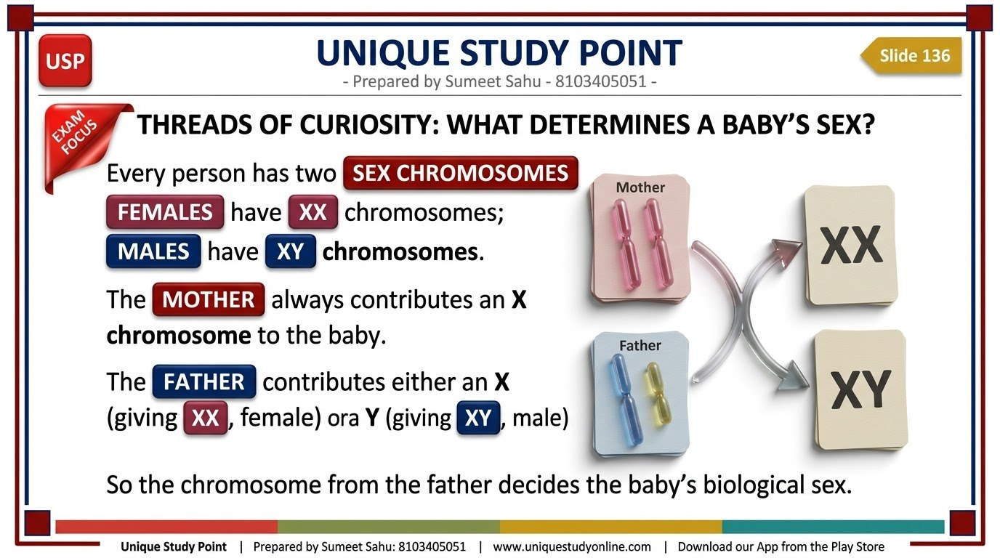 USP
UNIQUE STUDY POINT
- Prepared by Sumeet Sahu - 8103405051 -
Slide 136
EXAM
FOCUS
THREADS OF CURIOSITY: WHAT DETERMINES A BABY’S SEX?
Every person has two SEX CHROMOSOMES
FEMALES have XX chromosomes;
MALES have XY chromosomes.
The MOTHER always contributes an X
chromosome to the baby.
The FATHER contributes either an X
(giving XX, female) ora Y (giving XY, male)
Mother
XX
Father
XY
So the chromosome from the father decides the baby’s biological sex.
Unique Study Point | Prepared by Sumeet Sahu: 8103405051 | www.uniquestudyonline.com | Download our App from the Play Store